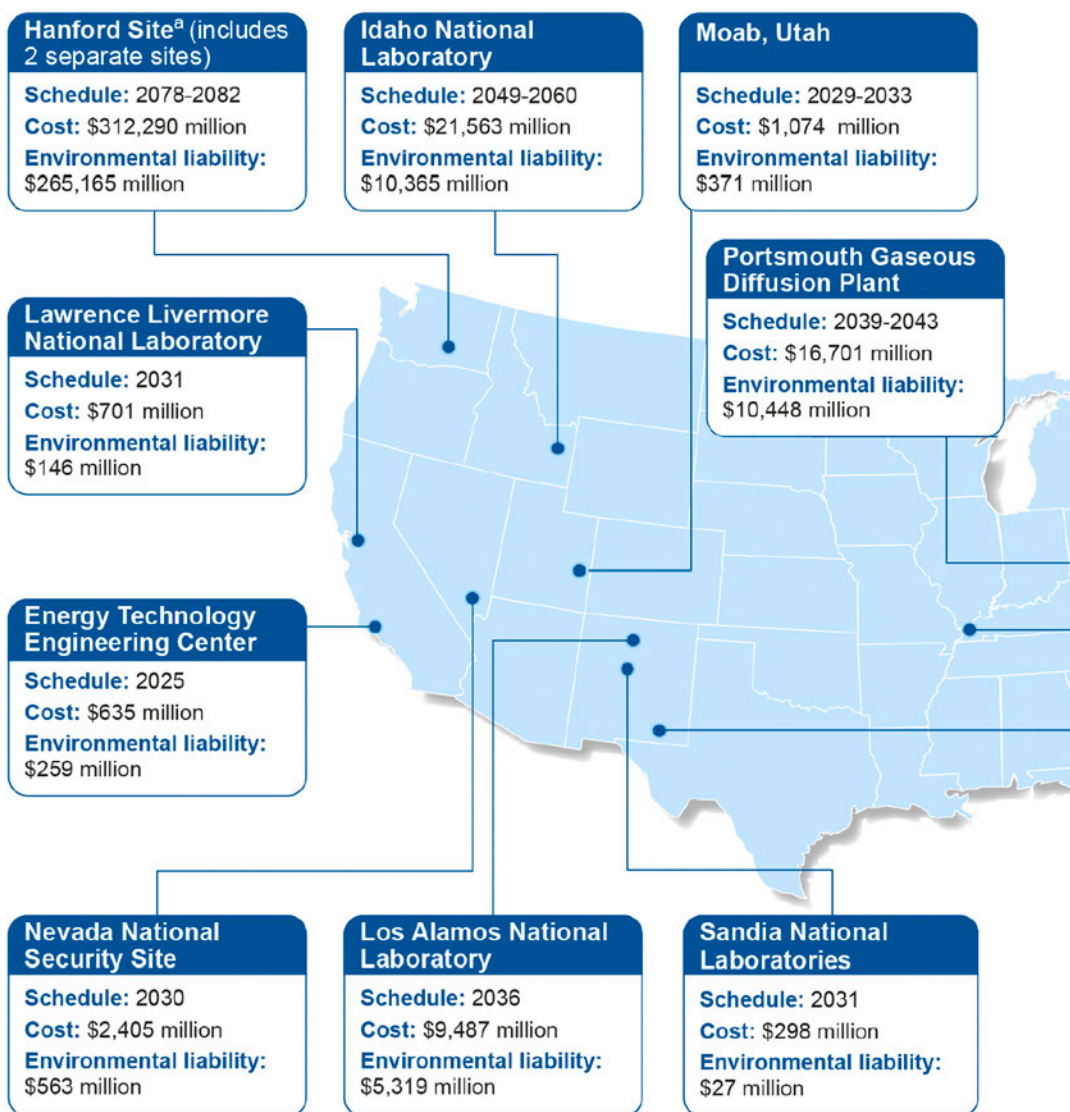 Hanford Siteª (includes
2 separate sites)
Schedule: 2078-2082
Cost: $312,290 million
Environmental liability:
$265,165 million
Idaho National
Laboratory
Schedule: 2049-2060
Cost: $21,563 million
Environmental liability:
$10,365 million
Moab, Utah
Schedule: 2029-2033
Cost: $1,074 million
Environmental liability:
$371 million
Portsmouth Gaseous
Diffusion Plant
Schedule: 2039-2043
Cost: $16,701 million
Environmental liability:
$10,448 million
Lawrence Livermore
National Laboratory
Schedule: 2031
Cost: $701 million
Environmental liability:
$146 million
Energy Technology
Engineering Center
Schedule: 2025
Cost: $635 million
Environmental liability:
$259 million
Nevada National
Security Site
Schedule: 2030
Cost: $2,405 million
Environmental liability:
$563 million
Los Alamos National
Laboratory
Schedule: 2036
Cost: $9,487 million
Environmental liability:
$5,319 million
Sandia National
Laboratories
Schedule: 2031
Cost: $298 million
Environmental liability:
$27 million